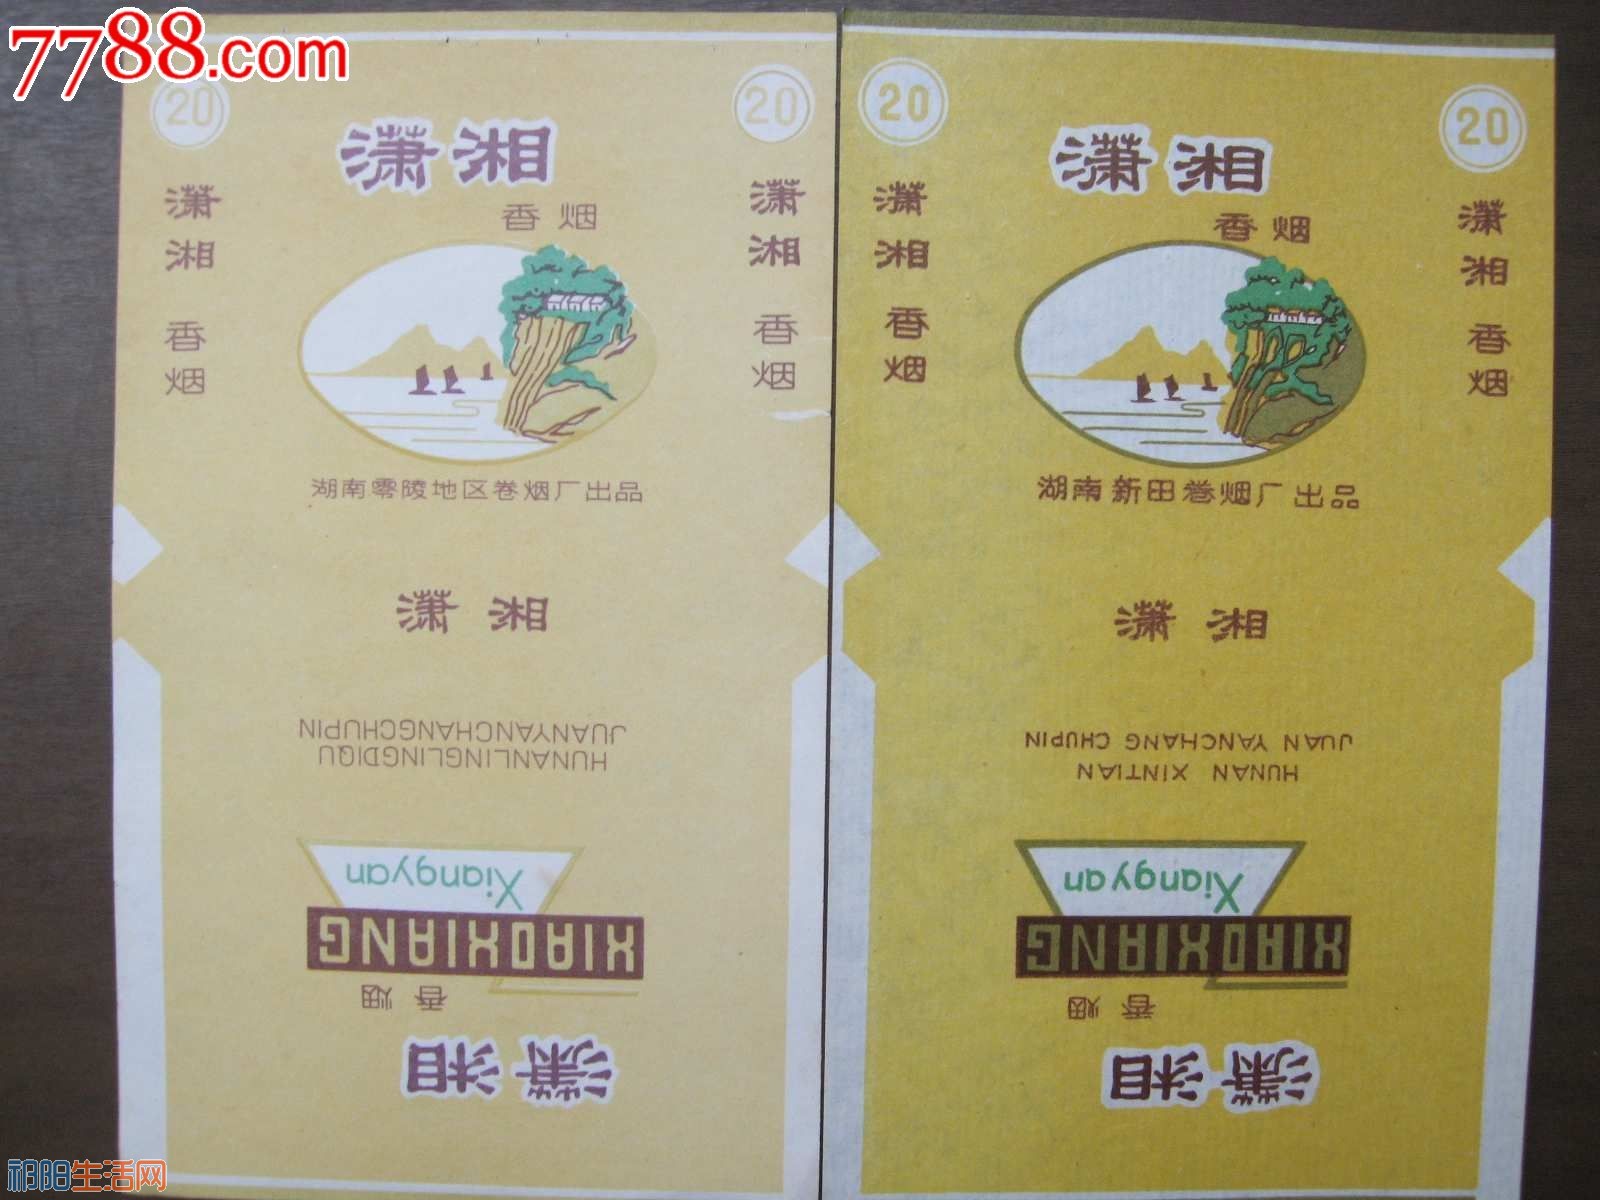 7788.com
20
20
潇湘
香烟
潇湘
香烟
潇湘
香烟
湖南零陵地区卷烟厂出品
潇湘
HUNANLINGLINGDIQU
JUANYANCHANGCHUPIN
潇湘
香烟
XIAOXIANG
Xiangyan
20
20
潇湘
香烟
潇湘
香烟
潇湘
香烟
湖南新田卷烟厂出品
潇湘
HUNAN XINTIAN
JUAN YANCHANG CHUPIN
潇湘
香烟
XIAOXIANG
Xiangyan
祁阳生活网